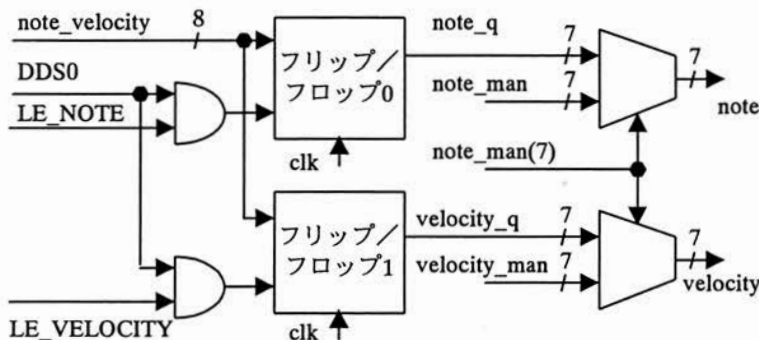 note_velocity
8
DDS0
LE_NOTE
フリップ／
フロップ0
clk
note_q
7
note_man
7
7
note
note_man(7)
フリップ／
フロップ1
clk
velocity_q
7
velocity_man
7
7
velocity
LE_VELOCITY